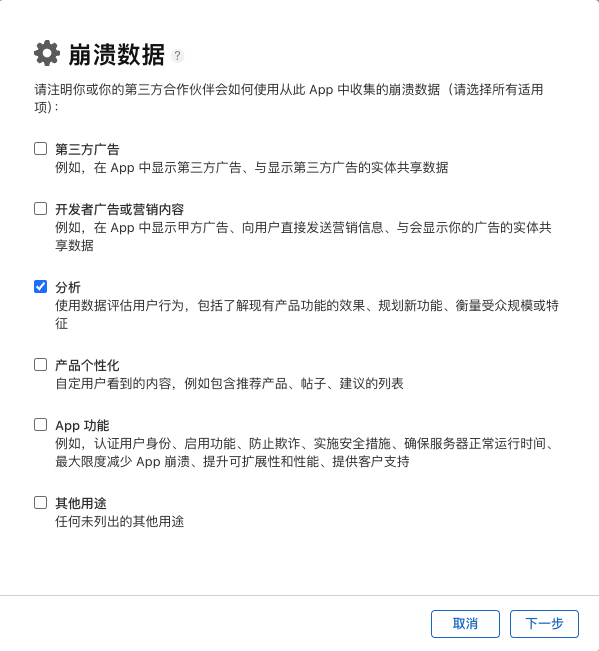 崩溃数据 ?
请注明你或你的第三方合作伙伴会如何使用从此 App 中收集的崩溃数据（请选择所有适用
项）：
第三方广告
例如，在 App 中显示第三方广告、与显示第三方广告的实体共享数据
开发者广告或营销内容
例如，在 App 中显示甲方广告、向用户直接发送营销信息、与会显示你的广告的实体共
享数据
分析
使用数据评估用户行为，包括了解现有产品功能的效果、规划新功能、衡量受众规模或特
征
产品个性化
自定用户看到的内容，例如包含推荐产品、帖子、建议的列表
App 功能
例如，认证用户身份、启用功能、防止欺诈、实施安全措施、确保服务器正常运行时间、
最大限度减少 App 崩溃、提升可扩展性和性能、提供客户支持
其他用途
任何未列出的其他用途
取消 下一步